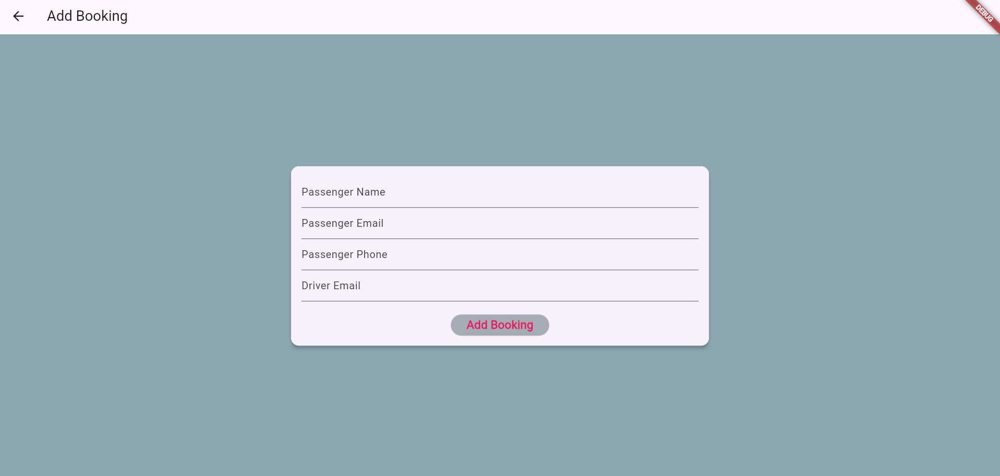 Add Booking
DEBUG
Passenger Name
Passenger Email
Passenger Phone
Driver Email
Add Booking